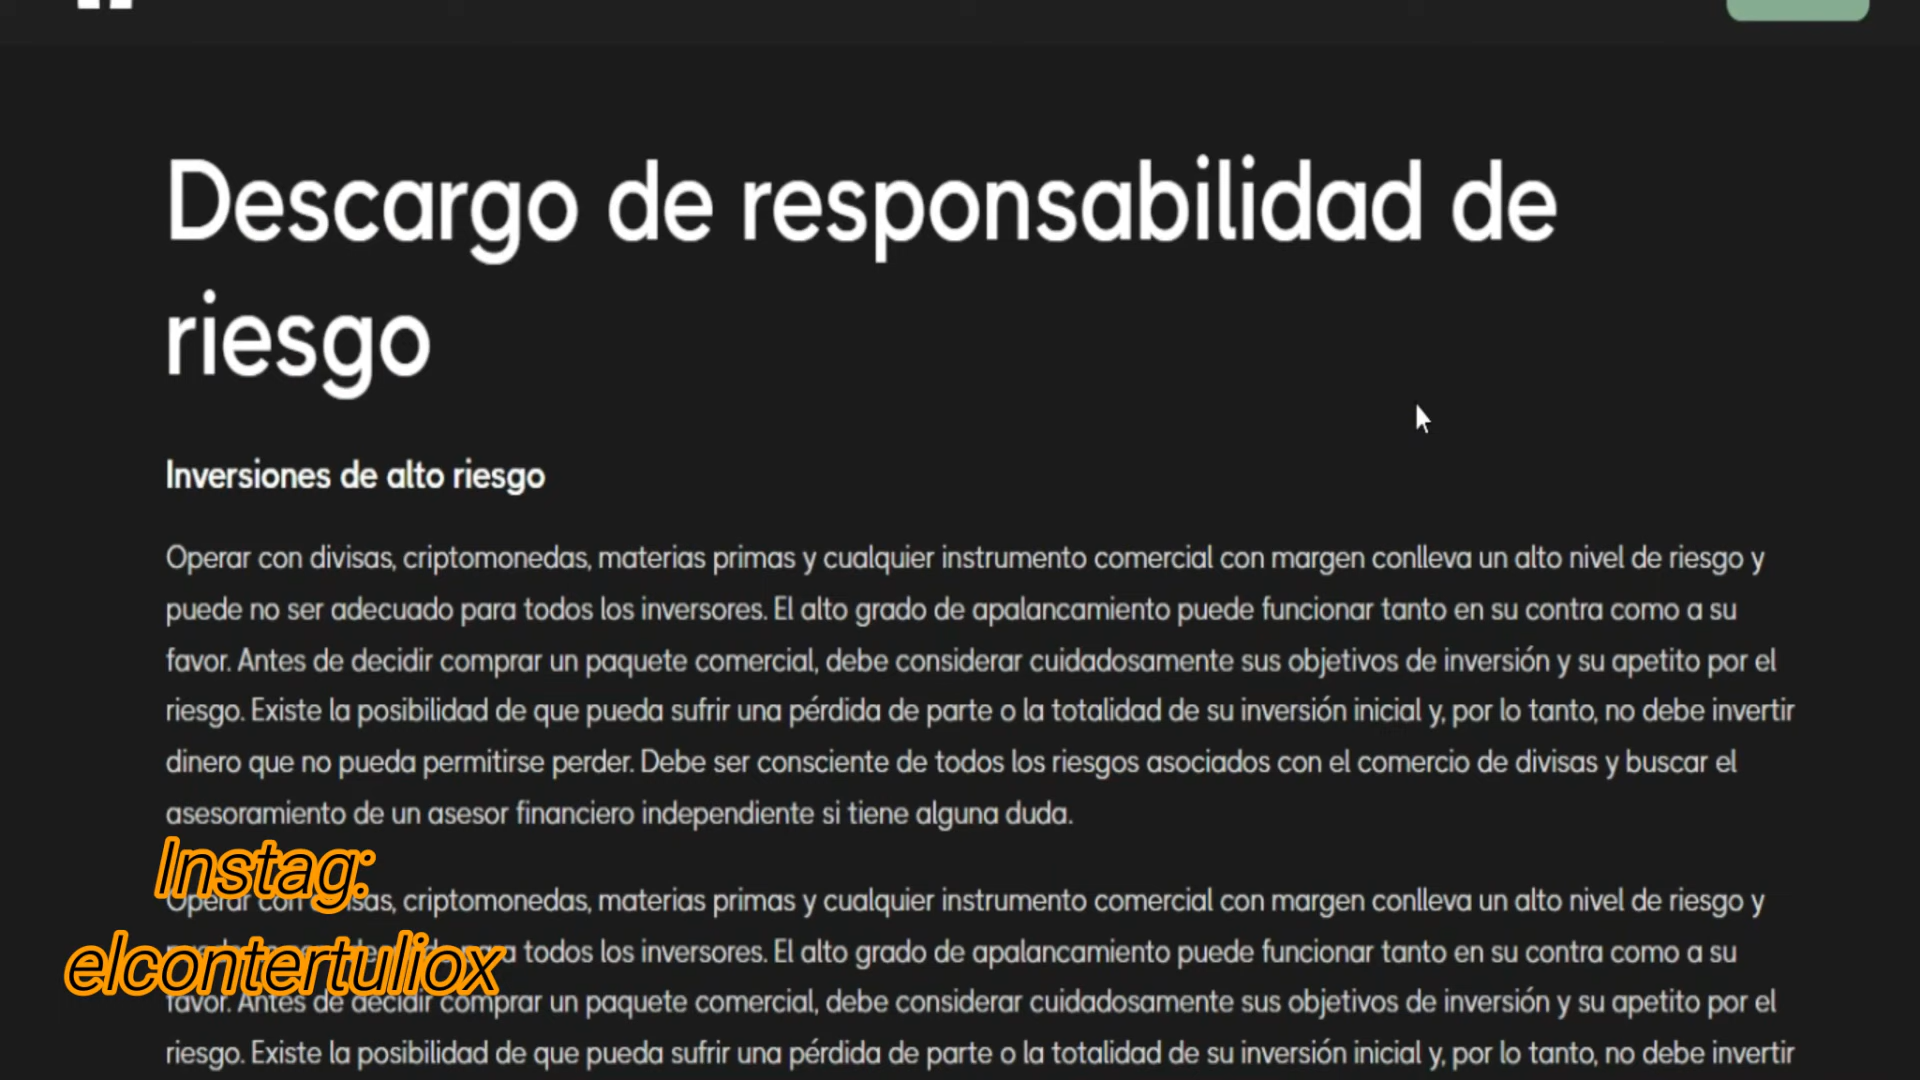 Descargo de responsabilidad de
riesgo
Inversiones de alto riesgo
Operar con divisas, criptomonedas, materias primas y cualquier instrumento comercial con margen conlleva un alto nivel de riesgo y
puede no ser adecuado para todos los inversores. El alto grado de apalancamiento puede funcionar tanto en su contra como a su
favor. Antes de decidir comprar un paquete comercial, debe considerar cuidadosamente sus objetivos de inversión y su apetito por el
riesgo. Existe la posibilidad de que pueda sufrir una pérdida de parte o la totalidad de su inversión inicial y, por lo tanto, no debe invertir
dinero que no pueda permitirse perder. Debe ser consciente de todos los riesgos asociados con el comercio de divisas y buscar el
asesoramiento de un asesor financiero independiente si tiene alguna duda.
Instag:
Operar con divisas, criptomonedas, materias primas y cualquier instrumento comercial con margen conlleva un alto nivel de riesgo y
elcontertuliox
todos los inversores. El alto grado de apalancamiento puede funcionar tanto en su contra como a su
favor. Antes de decidir comprar un paquete comercial, debe considerar cuidadosamente sus objetivos de inversión y su apetito por el
riesgo. Existe la posibilidad de que pueda sufrir una pérdida de parte o la totalidad de su inversión inicial y, por lo tanto, no debe invertir